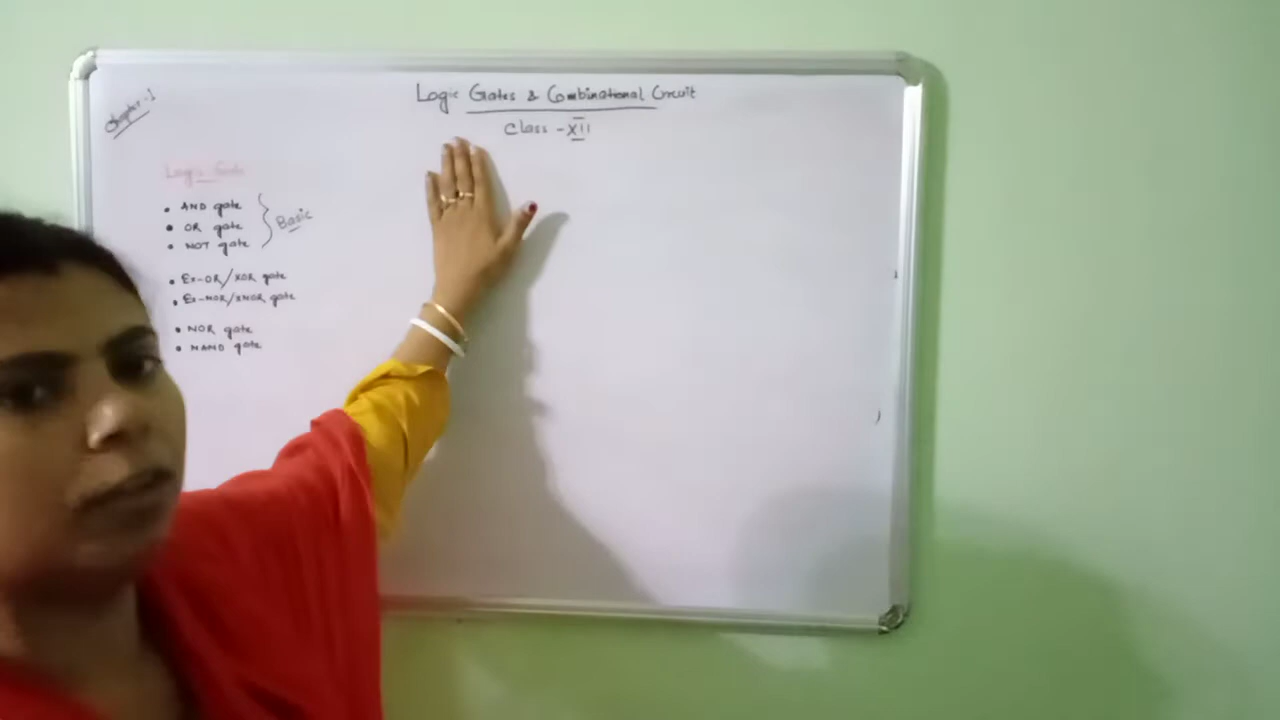 Chapter-1
Logic Gates & Combinational Circuit
Class - XII
Logic Gate
• AND gate
• OR gate
• NOT gate
Basic
• Ex-OR/XOR gate
• Ex-NOR/XNOR gate
• NOR gate
• NAND gate